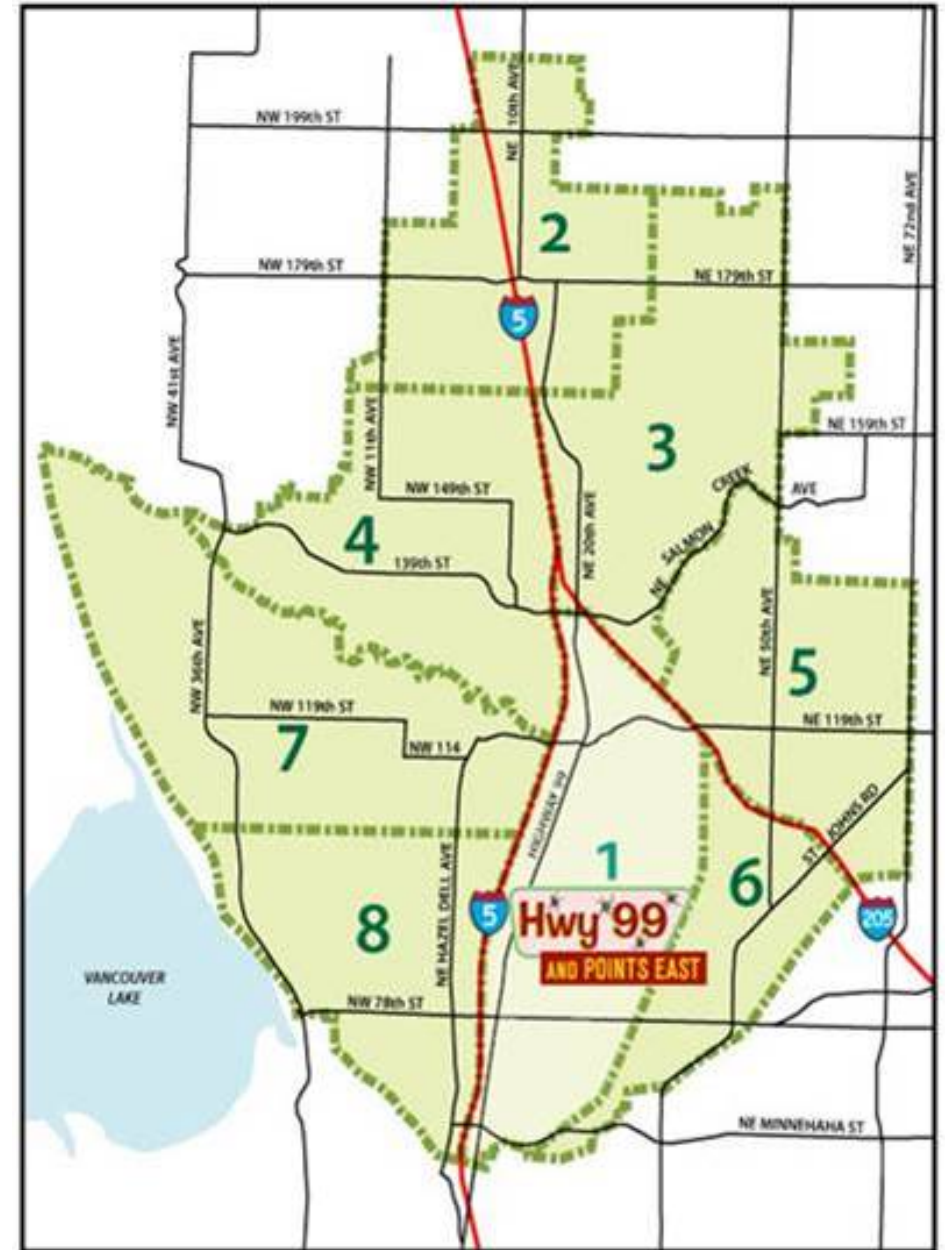 NE 10th AVE
NW 199th ST
NE 72nd AVE
2
NW 179th ST
NE 179th ST
5
NW 41st AVE
NW 11th AVE
3
NE 159th ST
CREEK
NW 149th ST
AVE
NE 20th AVE
4
SALMON
139th ST
NE
NE 50th AVE
NW 36th AVE
5
NW 119th ST
NE 119th ST
7
NW 114
HIGHWAY 99
ST JOHNS RD
1
6
NE HAZEL DELL AVE
8
5
Hwy 99
205
AND POINTS EAST
VANCOUVER
LAKE
NW 78th ST
NE MINNEHAHA ST